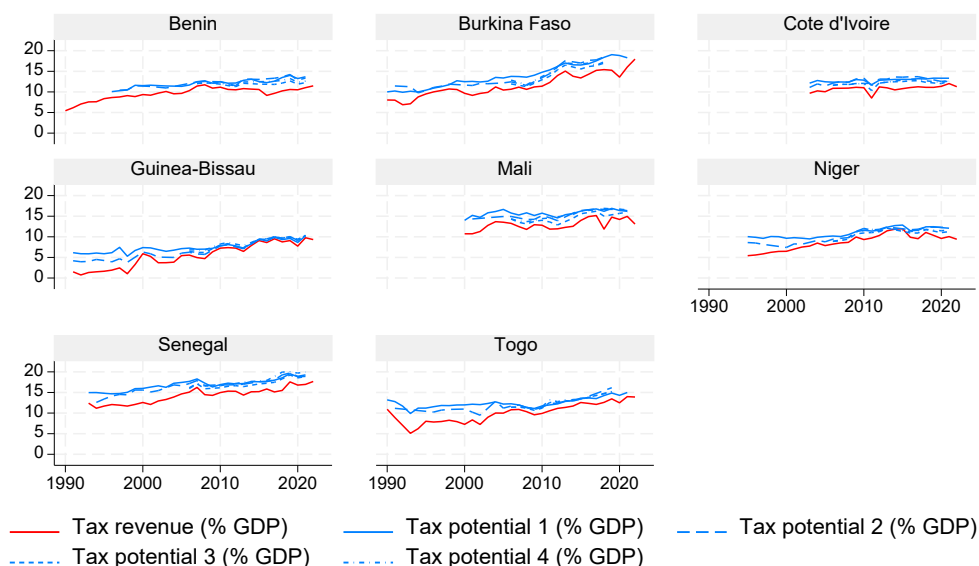 Benin
Burkina Faso
Cote d'Ivoire
20
15
10
5
0
Guinea-Bissau
Mali
Niger
20
15
10
5
0
1990 2000 2010 2020
Senegal
Togo
20
15
10
5
0
1990 2000 2010 2020
1990 2000 2010 2020
Tax revenue (% GDP)
Tax potential 1 (% GDP)
Tax potential 2 (% GDP)
Tax potential 3 (% GDP)
Tax potential 4 (% GDP)